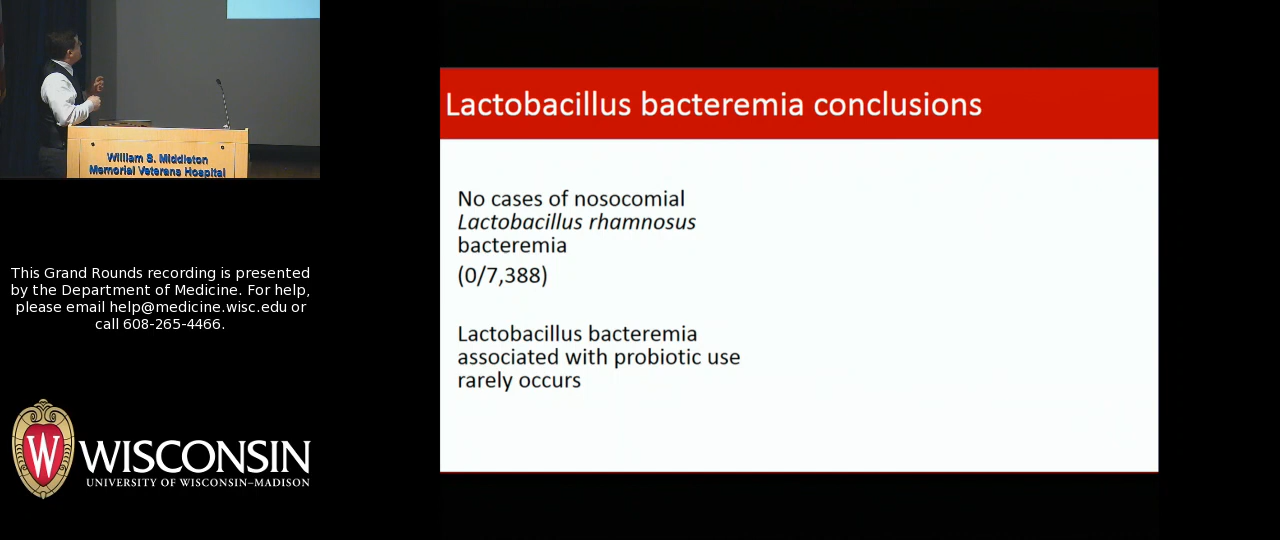 William S. Middleton
Memorial Veterans Hospital
This Grand Rounds recording is presented
by the Department of Medicine. For help,
please email help@medicine.wisc.edu or
call 608-265-4466.
W
WISCONSIN
UNIVERSITY OF WISCONSIN–MADISON
Lactobacillus bacteremia conclusions
No cases of nosocomial
Lactobacillus rhamnosus
bacteremia
(0/7,388)
Lactobacillus bacteremia
associated with probiotic use
rarely occurs